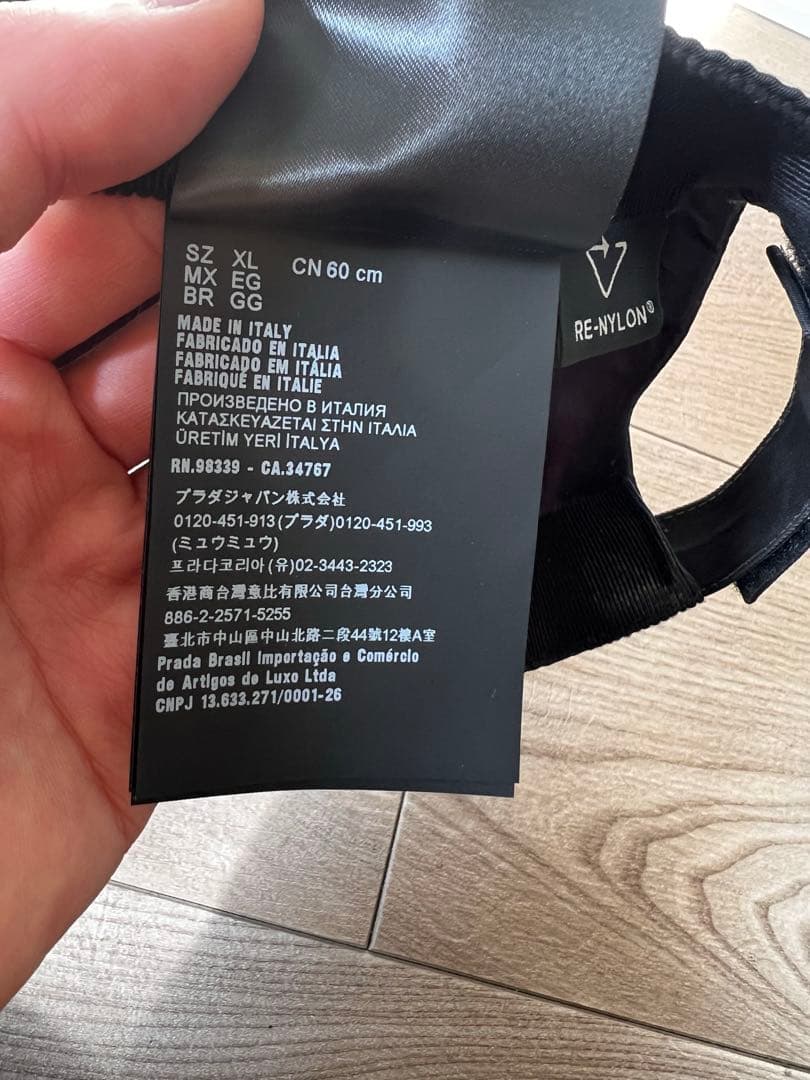 SZ XL CN 60 cm
MX EG
BR GG
MADE IN ITALY
FABRICADO EN ITALIA
FABRICADO EM ITÁLIA
FABRIQUÉ EN ITALIE
ПРОИЗВЕДЕНО В ИТАЛИЯ
ΚΑΤΑΣΚΕΥΑΖΕΤΑΙ ΣΤΗΝ ΙΤΑΛΙΑ
ÜRETİM YERİ İTALYA
RN.98339 - CA.34767
プラダジャパン株式会社
0120-451-913(プラダ)0120-451-993
(ミュウミュウ)
프라다코리아(유)02-3443-2323
香港商台灣意比有限公司台灣分公司
886-2-2571-5255
臺北市中山區中山北路二段44號12樓A室
Prada Brasil Importação e Comércio
de Artigos de Luxo Ltda
CNPJ 13.633.271/0001-26
RE-NYLON®